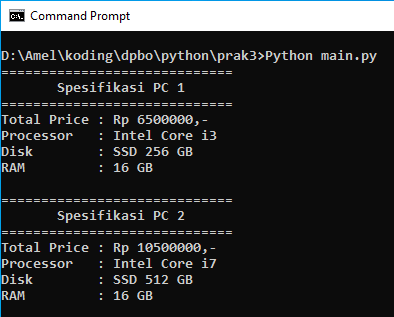 Command Prompt
D:\Amel\koding\dpbo\python\prak3>Python main.py
=============================
Spesifikasi PC 1
=============================
Total Price : Rp 6500000,-
Processor   : Intel Core i3
Disk        : SSD 256 GB
RAM         : 16 GB
=============================
Spesifikasi PC 2
=============================
Total Price : Rp 10500000,-
Processor   : Intel Core i7
Disk        : SSD 512 GB
RAM         : 16 GB